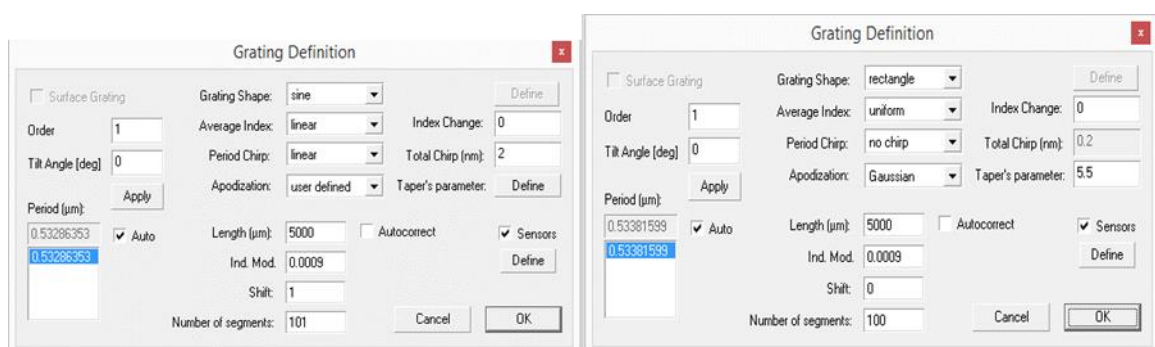 Grating Definition
x
Surface Grating
Grating Shape: sine
Define
Order 1
Average Index: linear
Index Change: 0
Tilt Angle [deg] 0
Period Chirp: linear
Total Chirp (nm): 2
Apply
Apodization: user defined
Taper's parameter: Define
Period (µm):
0.53286353
Auto
Length (µm): 5000
Autocorrect
Sensors
0.53286353
Ind. Mod. 0.0009
Define
Shift: 1
Number of segments: 101
Cancel
OK
Grating Definition
x
Surface Grating
Grating Shape: rectangle
Define
Order 1
Average Index: uniform
Index Change: 0
Tilt Angle [deg] 0
Period Chirp: no chirp
Total Chirp (nm): 0.2
Apply
Apodization: Gaussian
Taper's parameter: 5.5
Period (µm):
0.53381599
Auto
Length (µm): 5000
Autocorrect
Sensors
0.53381599
Ind. Mod. 0.0009
Define
Shift: 0
Number of segments: 100
Cancel
OK